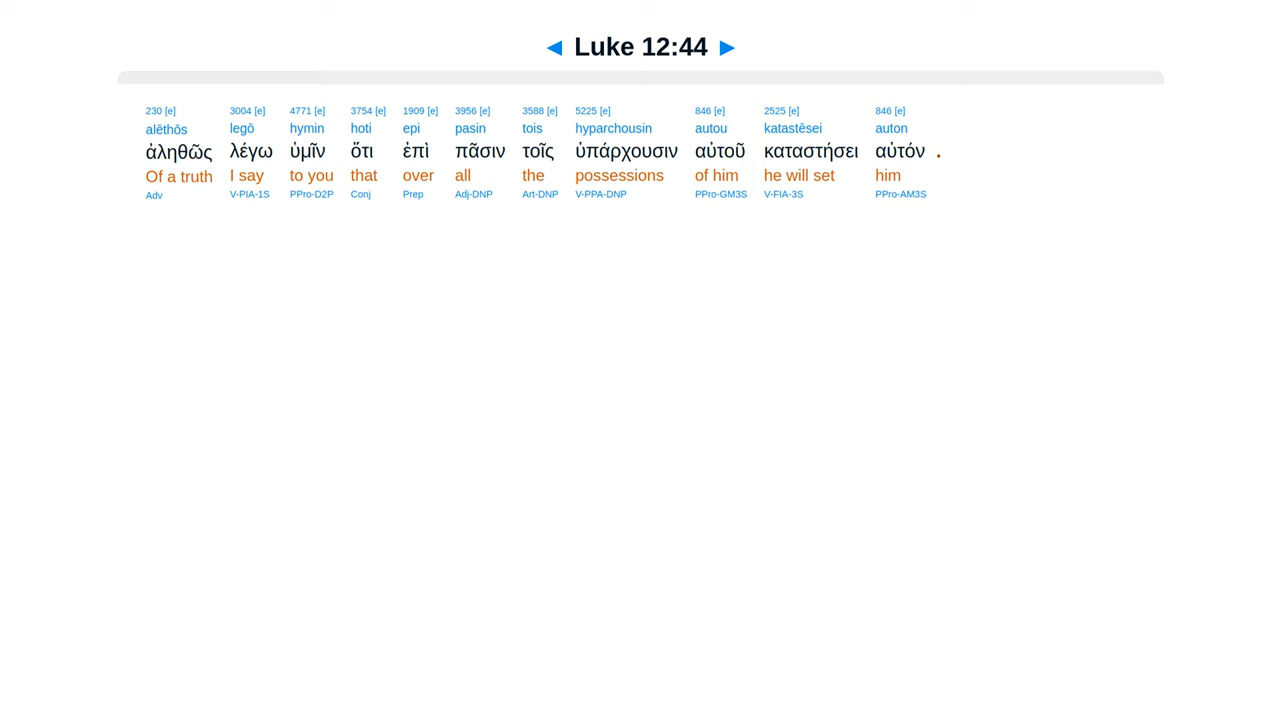 ◄ Luke 12:44 ►
230 [e] 3004 [e] 4771 [e] 3754 [e] 1909 [e] 3956 [e] 3588 [e] 5225 [e] 846 [e] 2525 [e] 846 [e]
alēthōs legō hymin hoti epi pasin tois hyparchousin autou katastēsei auton
ἀληθῶς λέγω ὑμῖν ὅτι ἐπὶ πᾶσιν τοῖς ὑπάρχουσιν αὐτοῦ καταστήσει αὐτόν .
Of a truth I say to you that over all the possessions of him he will set him
Adv V-PIA-1S PPro-D2P Conj Prep Adj-DNP Art-DNP V-PPA-DNP PPro-GM3S V-FIA-3S PPro-AM3S